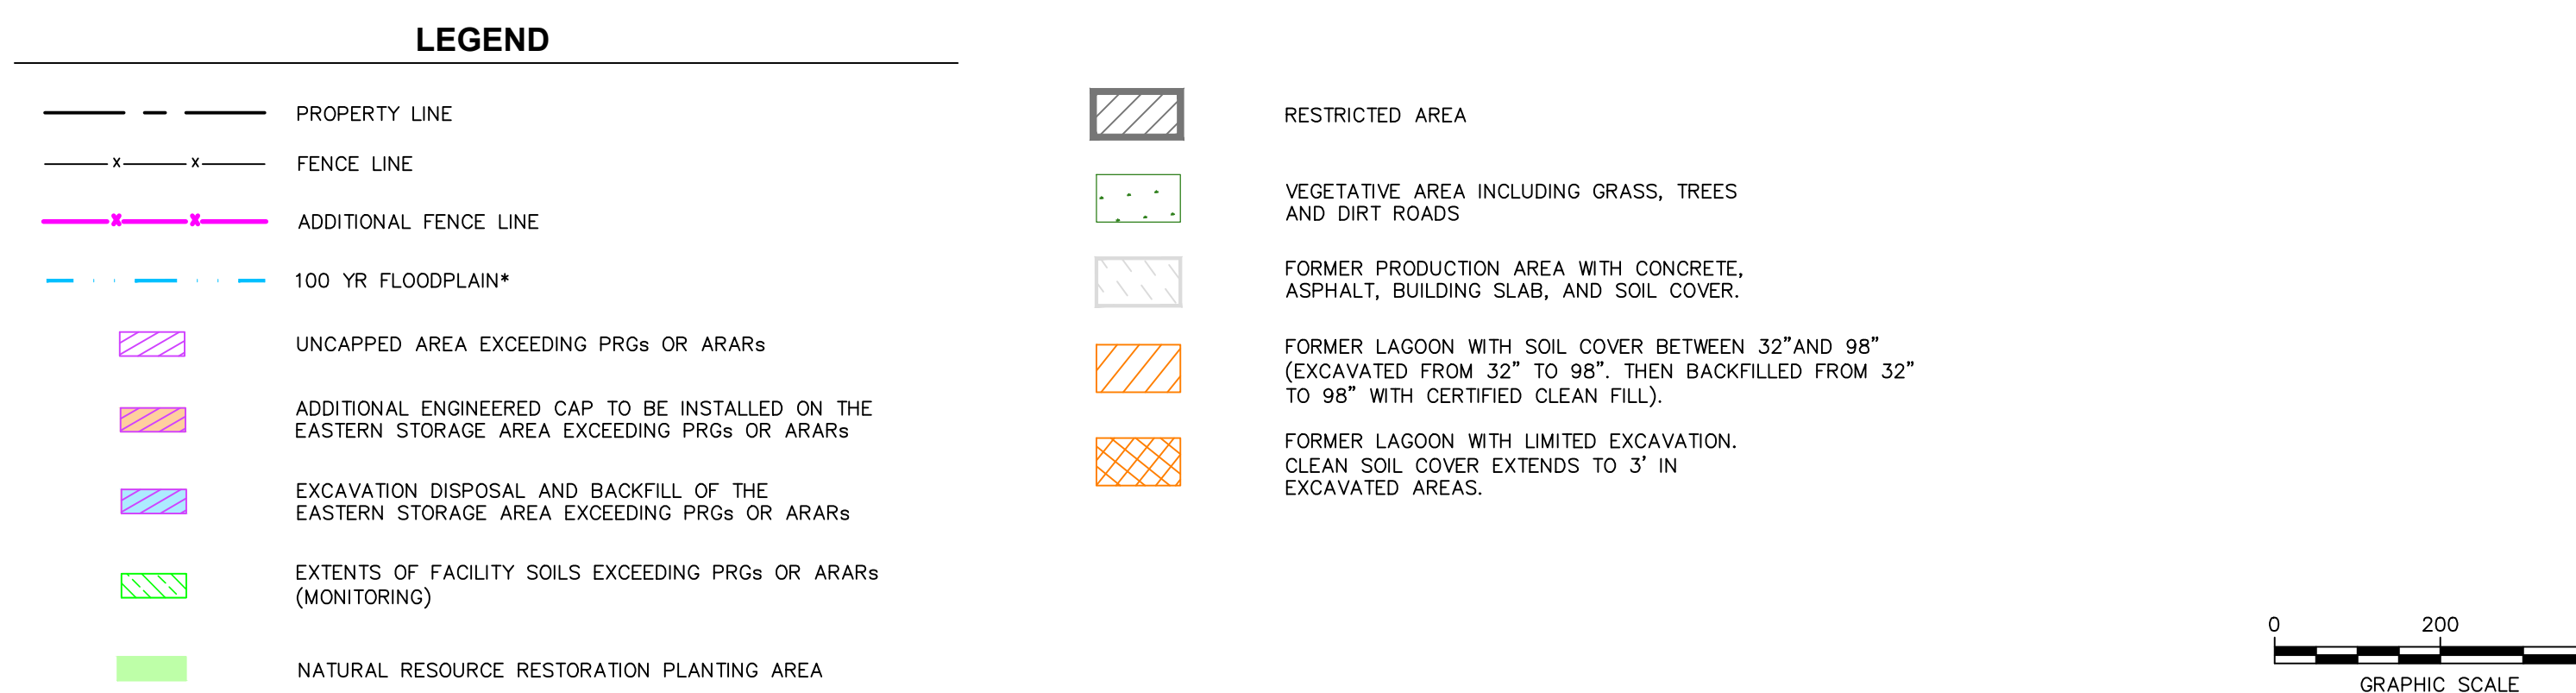 LEGEND
PROPERTY LINE
x x
FENCE LINE
x x
ADDITIONAL FENCE LINE
100 YR FLOODPLAIN*
UNCAPPED AREA EXCEEDING PRGs OR ARARs
ADDITIONAL ENGINEERED CAP TO BE INSTALLED ON THE
EASTERN STORAGE AREA EXCEEDING PRGs OR ARARs
EXCAVATION DISPOSAL AND BACKFILL OF THE
EASTERN STORAGE AREA EXCEEDING PRGs OR ARARs
EXTENTS OF FACILITY SOILS EXCEEDING PRGs OR ARARs
(MONITORING)
NATURAL RESOURCE RESTORATION PLANTING AREA
RESTRICTED AREA
VEGETATIVE AREA INCLUDING GRASS, TREES
AND DIRT ROADS
FORMER PRODUCTION AREA WITH CONCRETE,
ASPHALT, BUILDING SLAB, AND SOIL COVER.
FORMER LAGOON WITH SOIL COVER BETWEEN 32”AND 98”
(EXCAVATED FROM 32” TO 98”. THEN BACKFILLED FROM 32”
TO 98” WITH CERTIFIED CLEAN FILL).
FORMER LAGOON WITH LIMITED EXCAVATION.
CLEAN SOIL COVER EXTENDS TO 3’ IN
EXCAVATED AREAS.
0 200
GRAPHIC SCALE